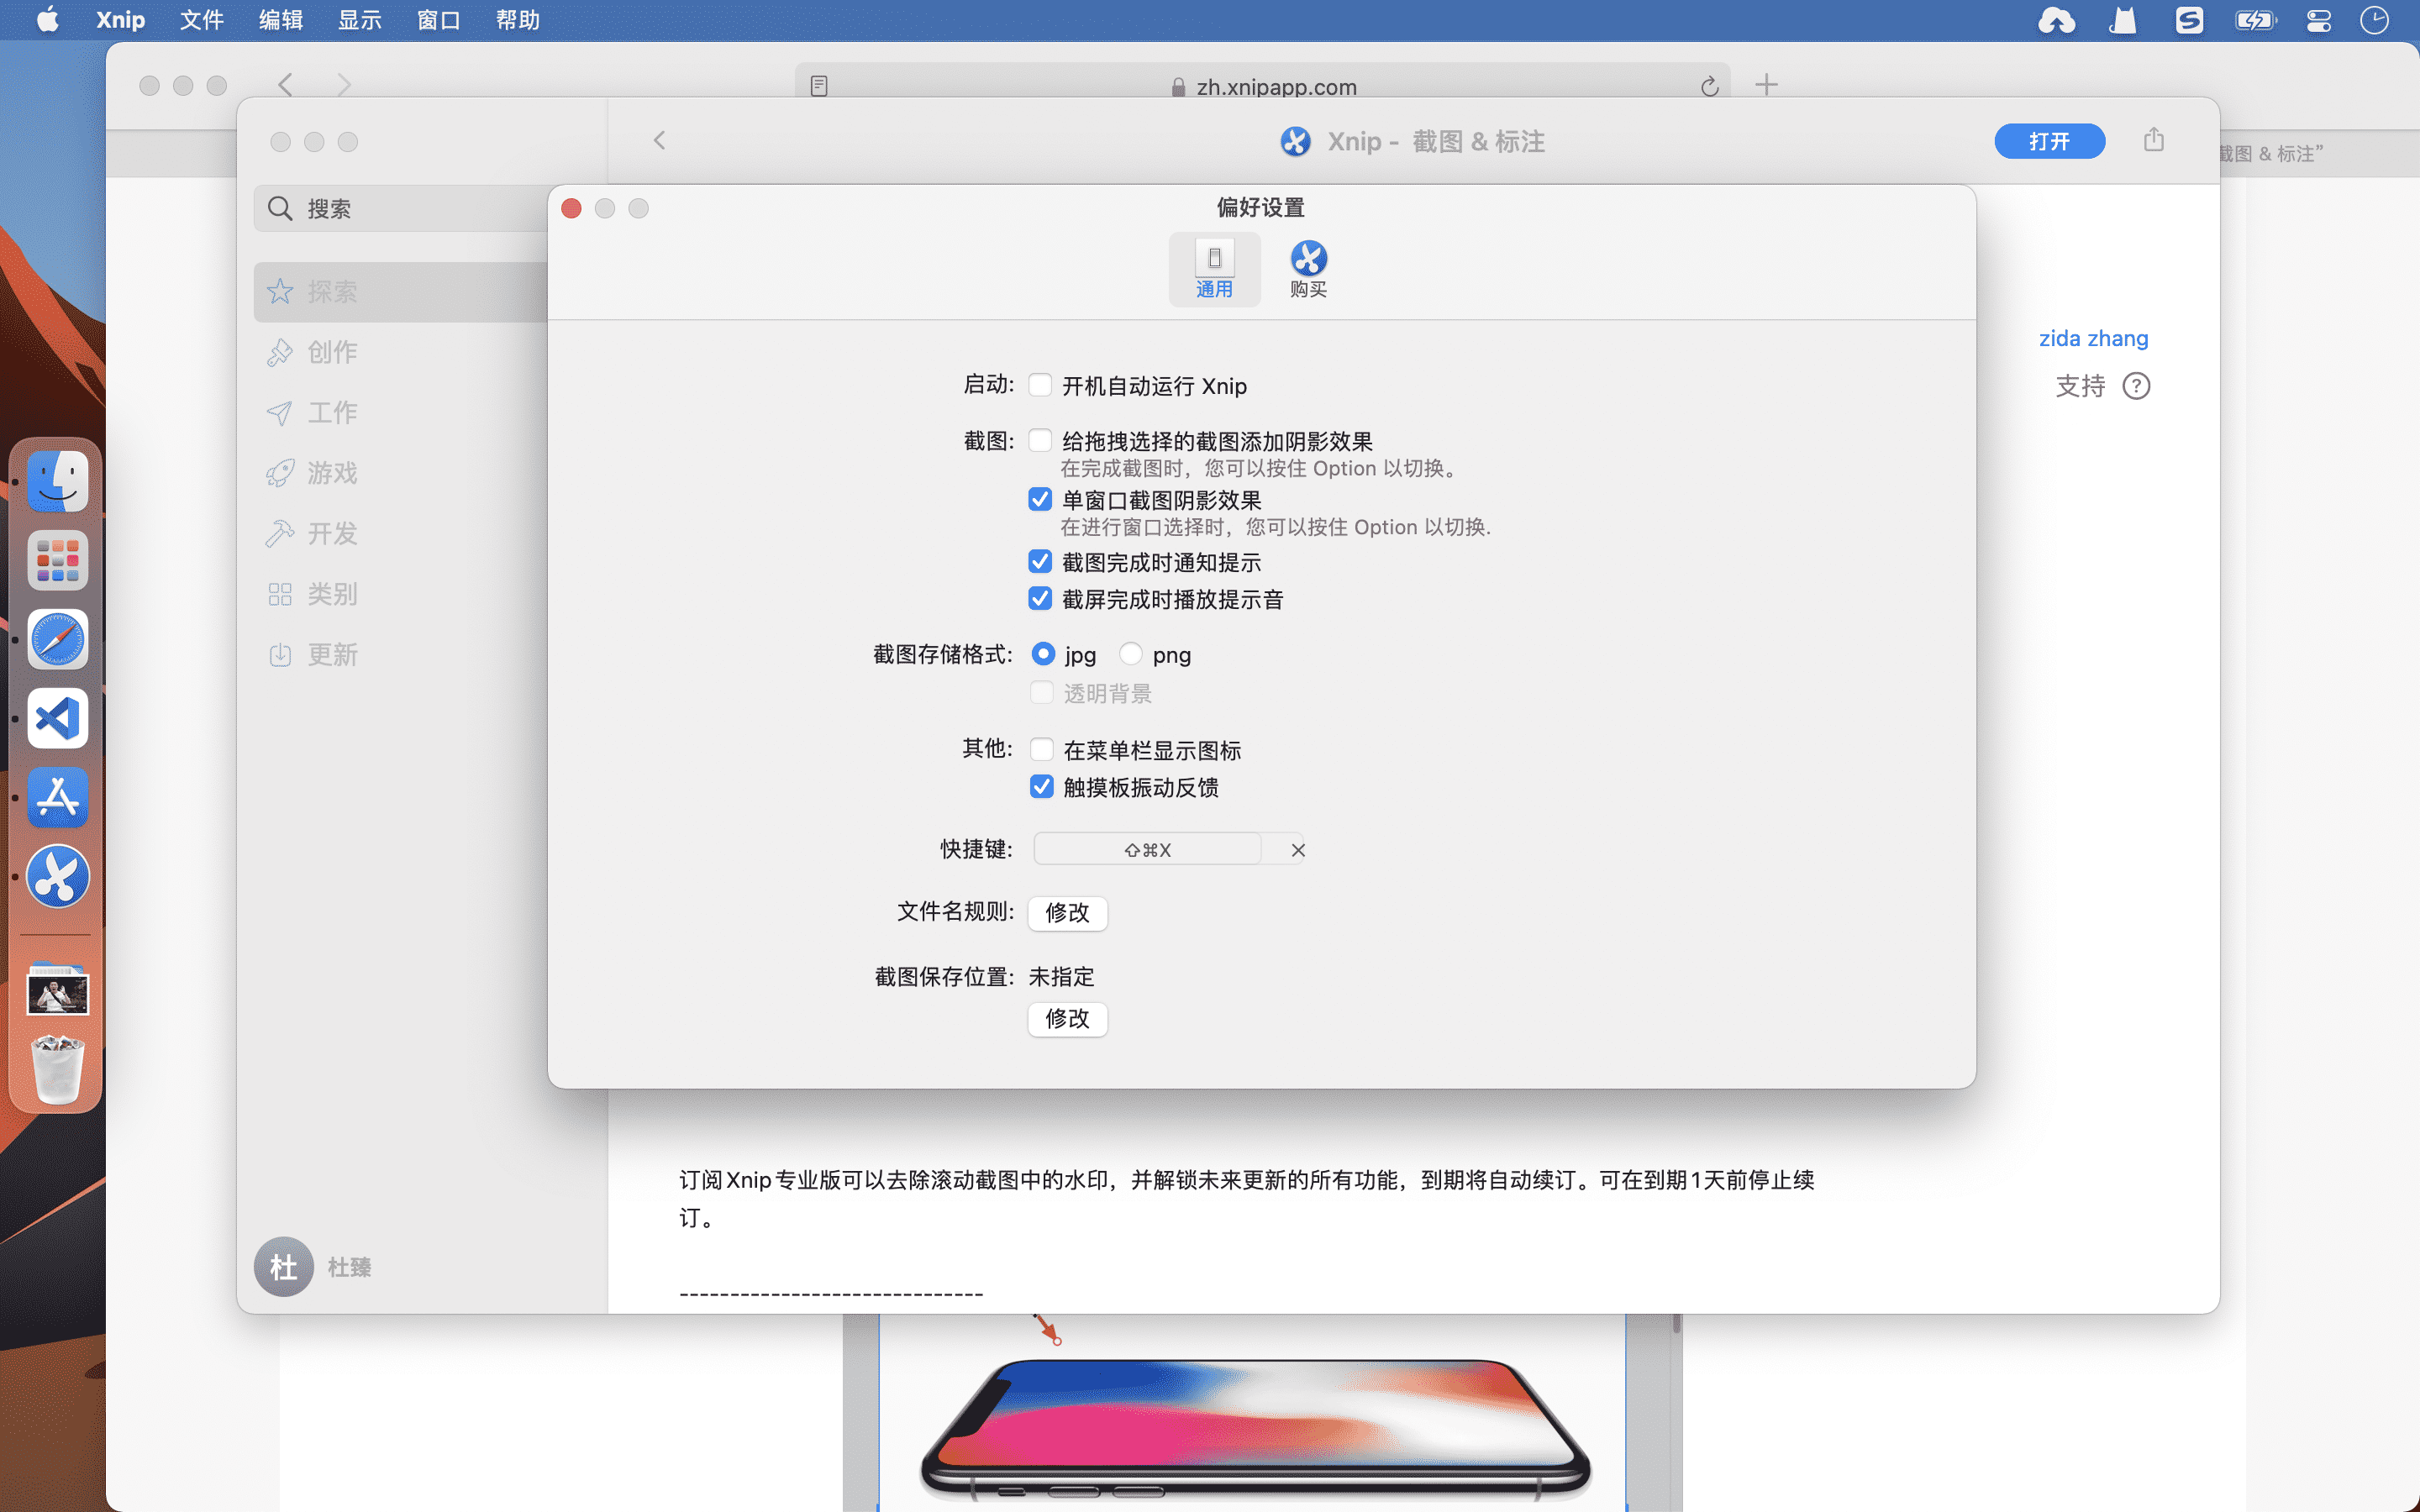 Xnip 文件 编辑 显示 窗口 帮助
zh.xnipapp.com
Xnip - 截图 & 标注
打开
截图 & 标注”
搜索
探索
创作
工作
游戏
开发
类别
更新
杜 杜臻
偏好设置
通用 购买
zida zhang
支持 ?
启动: 开机自动运行 Xnip
截图: 给拖拽选择的截图添加阴影效果
在完成截图时，您可以按住 Option 以切换。
单窗口截图阴影效果
在进行窗口选择时，您可以按住 Option 以切换.
截图完成时通知提示
截屏完成时播放提示音
截图存储格式: jpg png
透明背景
其他: 在菜单栏显示图标
触摸板振动反馈
快捷键: ⇧⌘X ×
文件名规则: 修改
截图保存位置: 未指定
修改
订阅Xnip专业版可以去除滚动截图中的水印，并解锁未来更新的所有功能，到期将自动续订。可在到期1天前停止续
订。
------------------------------